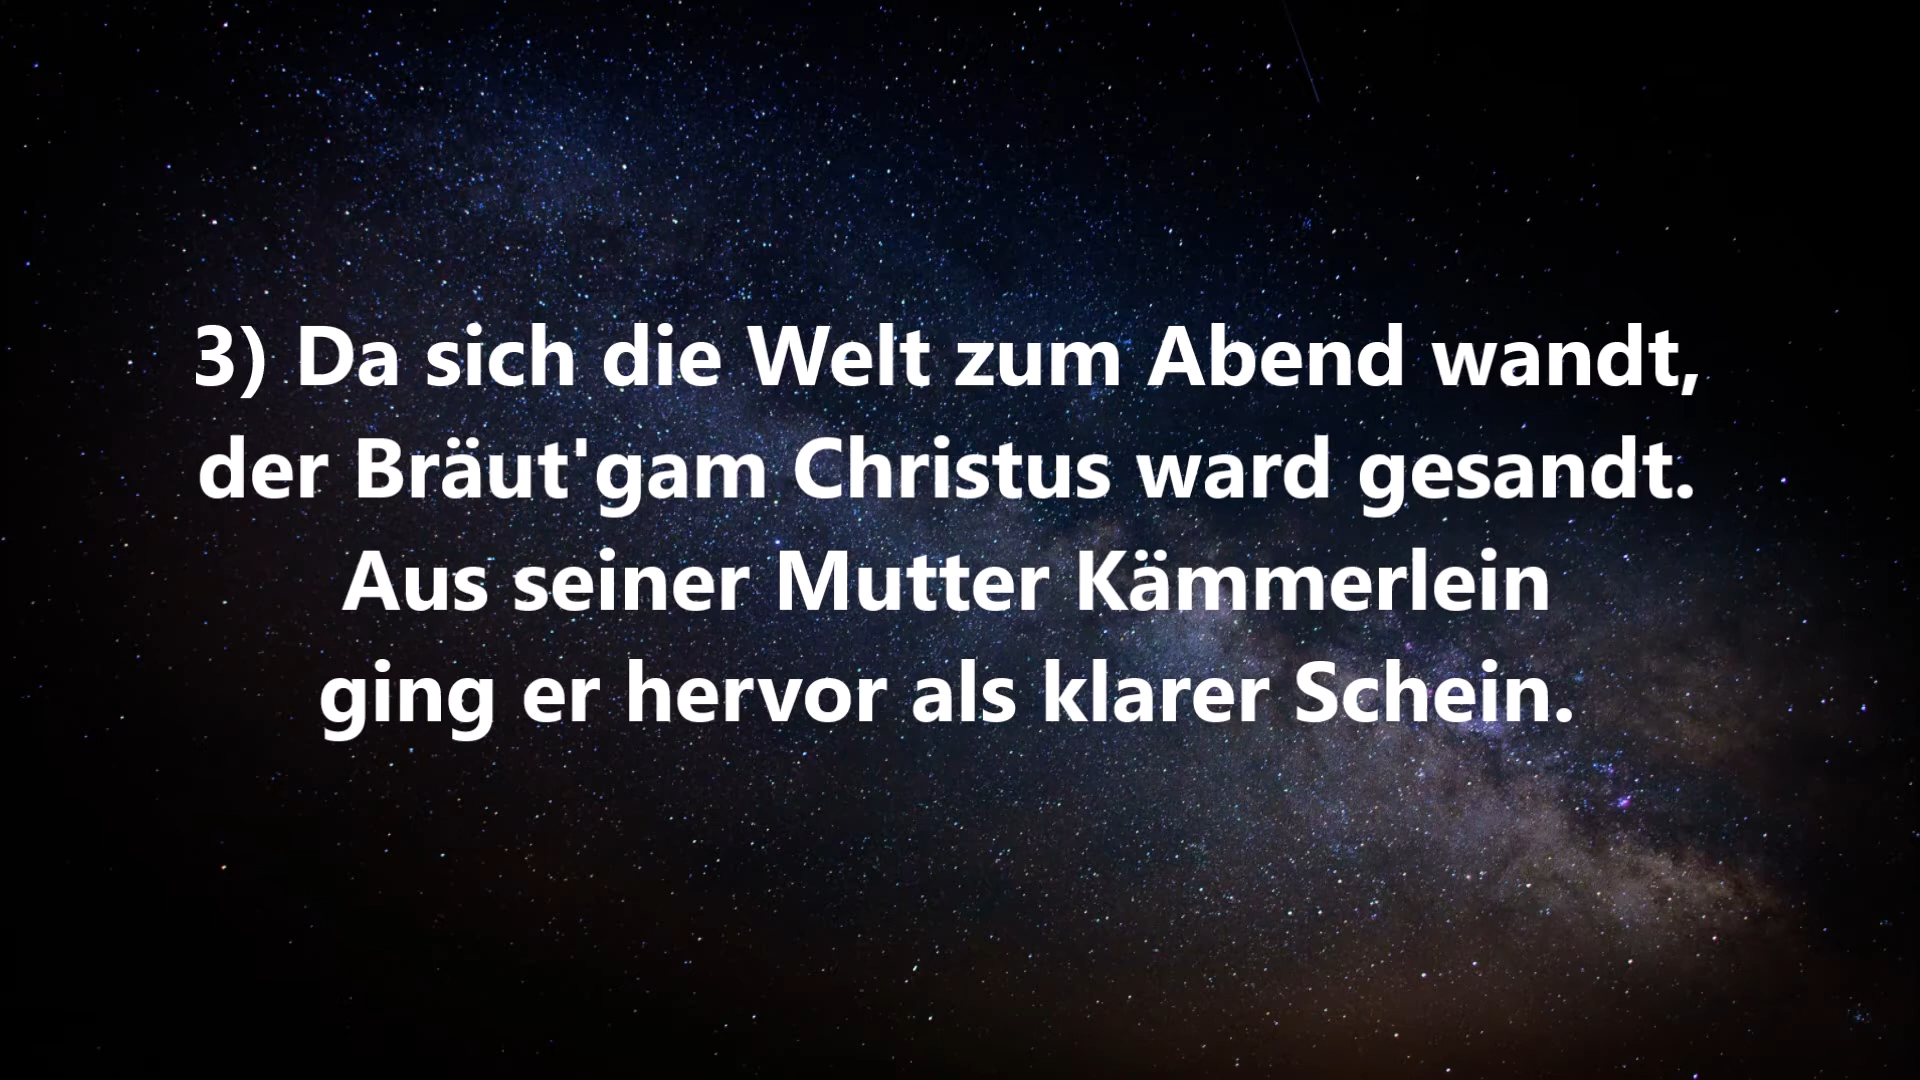 3) Da sich die Welt zum Abend wandt,
der Bräut'gam Christus ward gesandt.
Aus seiner Mutter Kämmerlein
ging er hervor als klarer Schein.